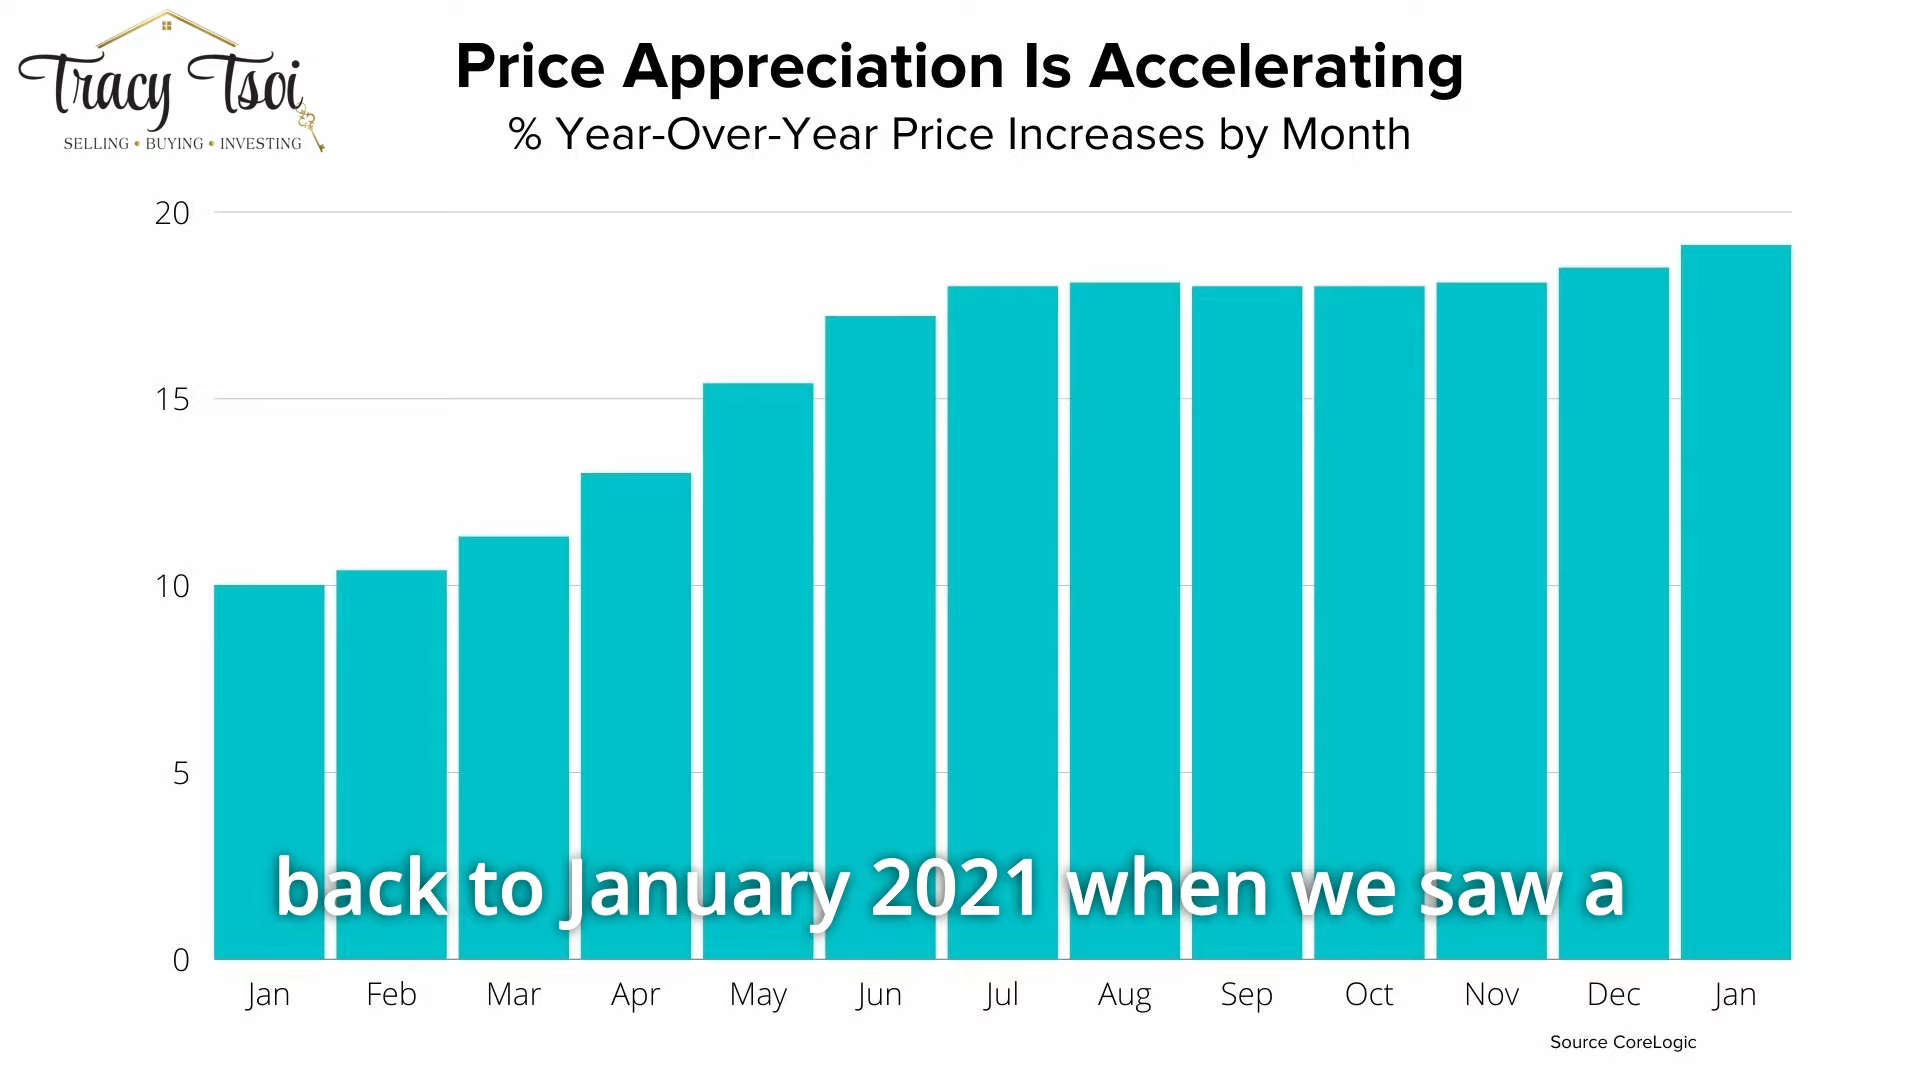 Tracy Tsoi
SELLING • BUYING • INVESTING
Price Appreciation Is Accelerating
% Year-Over-Year Price Increases by Month
20
15
10
5
0
back to January 2021 when we saw a
Jan Feb Mar Apr May Jun Jul Aug Sep Oct Nov Dec Jan
Source CoreLogic